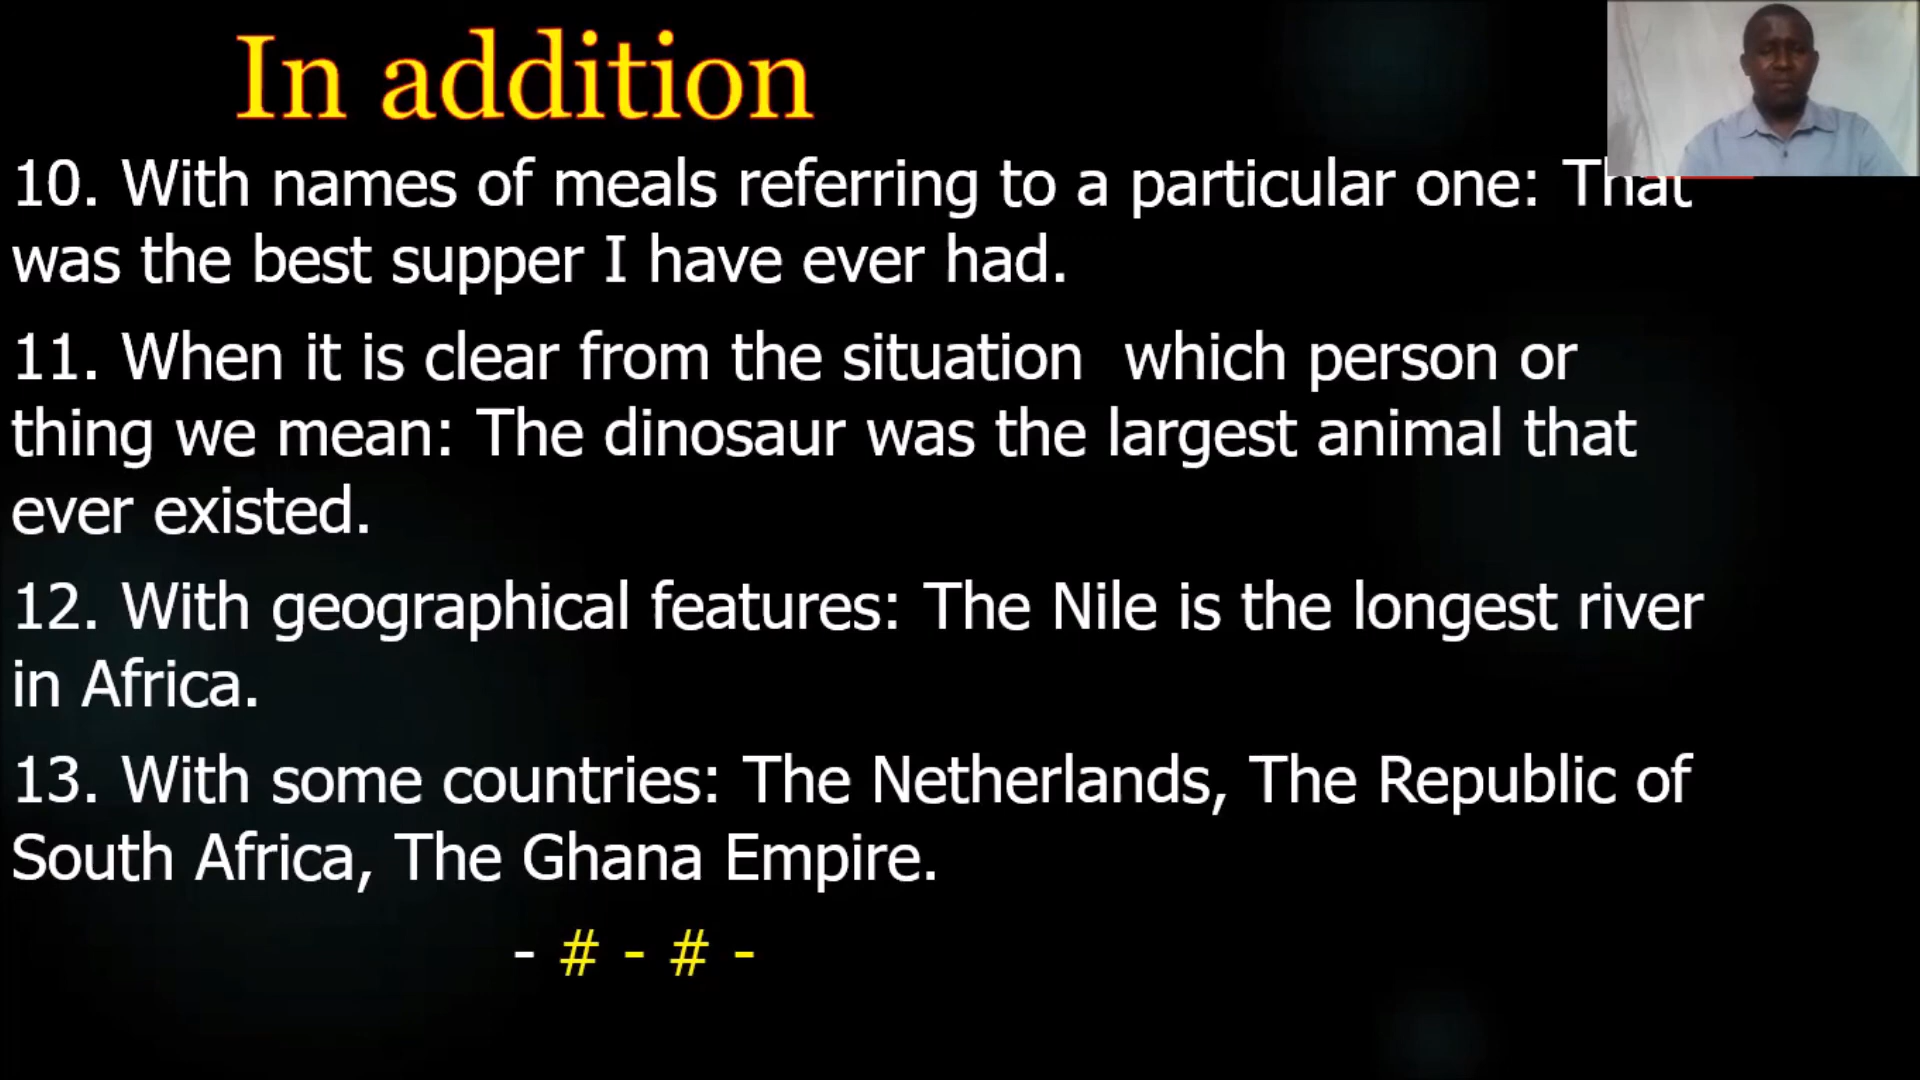 In addition
10. With names of meals referring to a particular one: That
was the best supper I have ever had.
11. When it is clear from the situation  which person or
thing we mean: The dinosaur was the largest animal that
ever existed.
12. With geographical features: The Nile is the longest river
in Africa.
13. With some countries: The Netherlands, The Republic of
South Africa, The Ghana Empire.
- # - # -